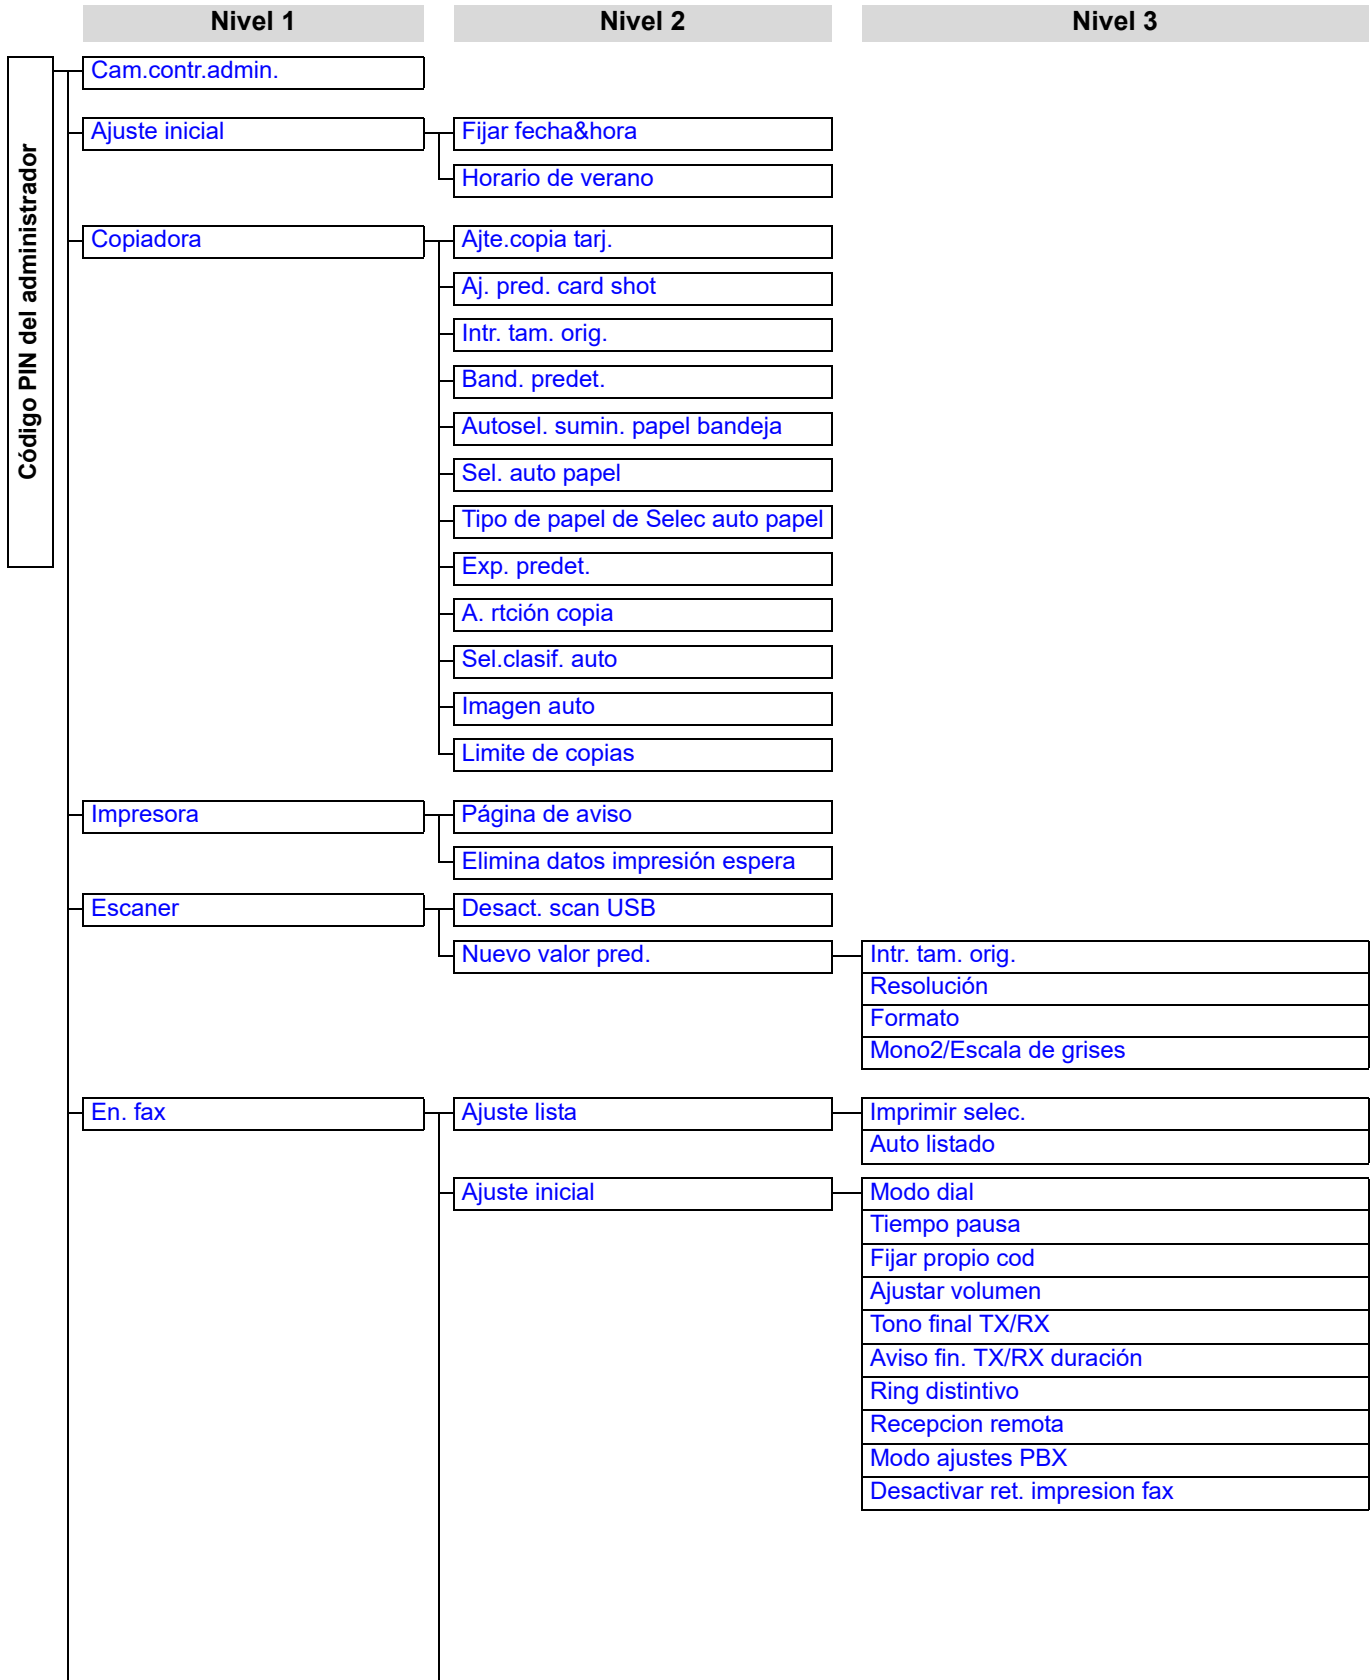 Nivel 1
Nivel 2
Nivel 3
Código PIN del administrador
Cam.contr.admin.
Ajuste inicial
Fijar fecha&hora
Horario de verano
Copiadora
Ajte.copia tarj.
Aj. pred. card shot
Intr. tam. orig.
Band. predet.
Autosel. sumin. papel bandeja
Sel. auto papel
Tipo de papel de Selec auto papel
Exp. predet.
A. rtción copia
Sel.clasif. auto
Imagen auto
Limite de copias
Impresora
Página de aviso
Elimina datos impresión espera
Escaner
Desact. scan USB
Nuevo valor pred.
Intr. tam. orig.
Resolución
Formato
Mono2/Escala de grises
En. fax
Ajuste lista
Imprimir selec.
Auto listado
Ajuste inicial
Modo dial
Tiempo pausa
Fijar propio cod
Ajustar volumen
Tono final TX/RX
Aviso fin. TX/RX duración
Ring distintivo
Recepcion remota
Modo ajustes PBX
Desactivar ret. impresion fax